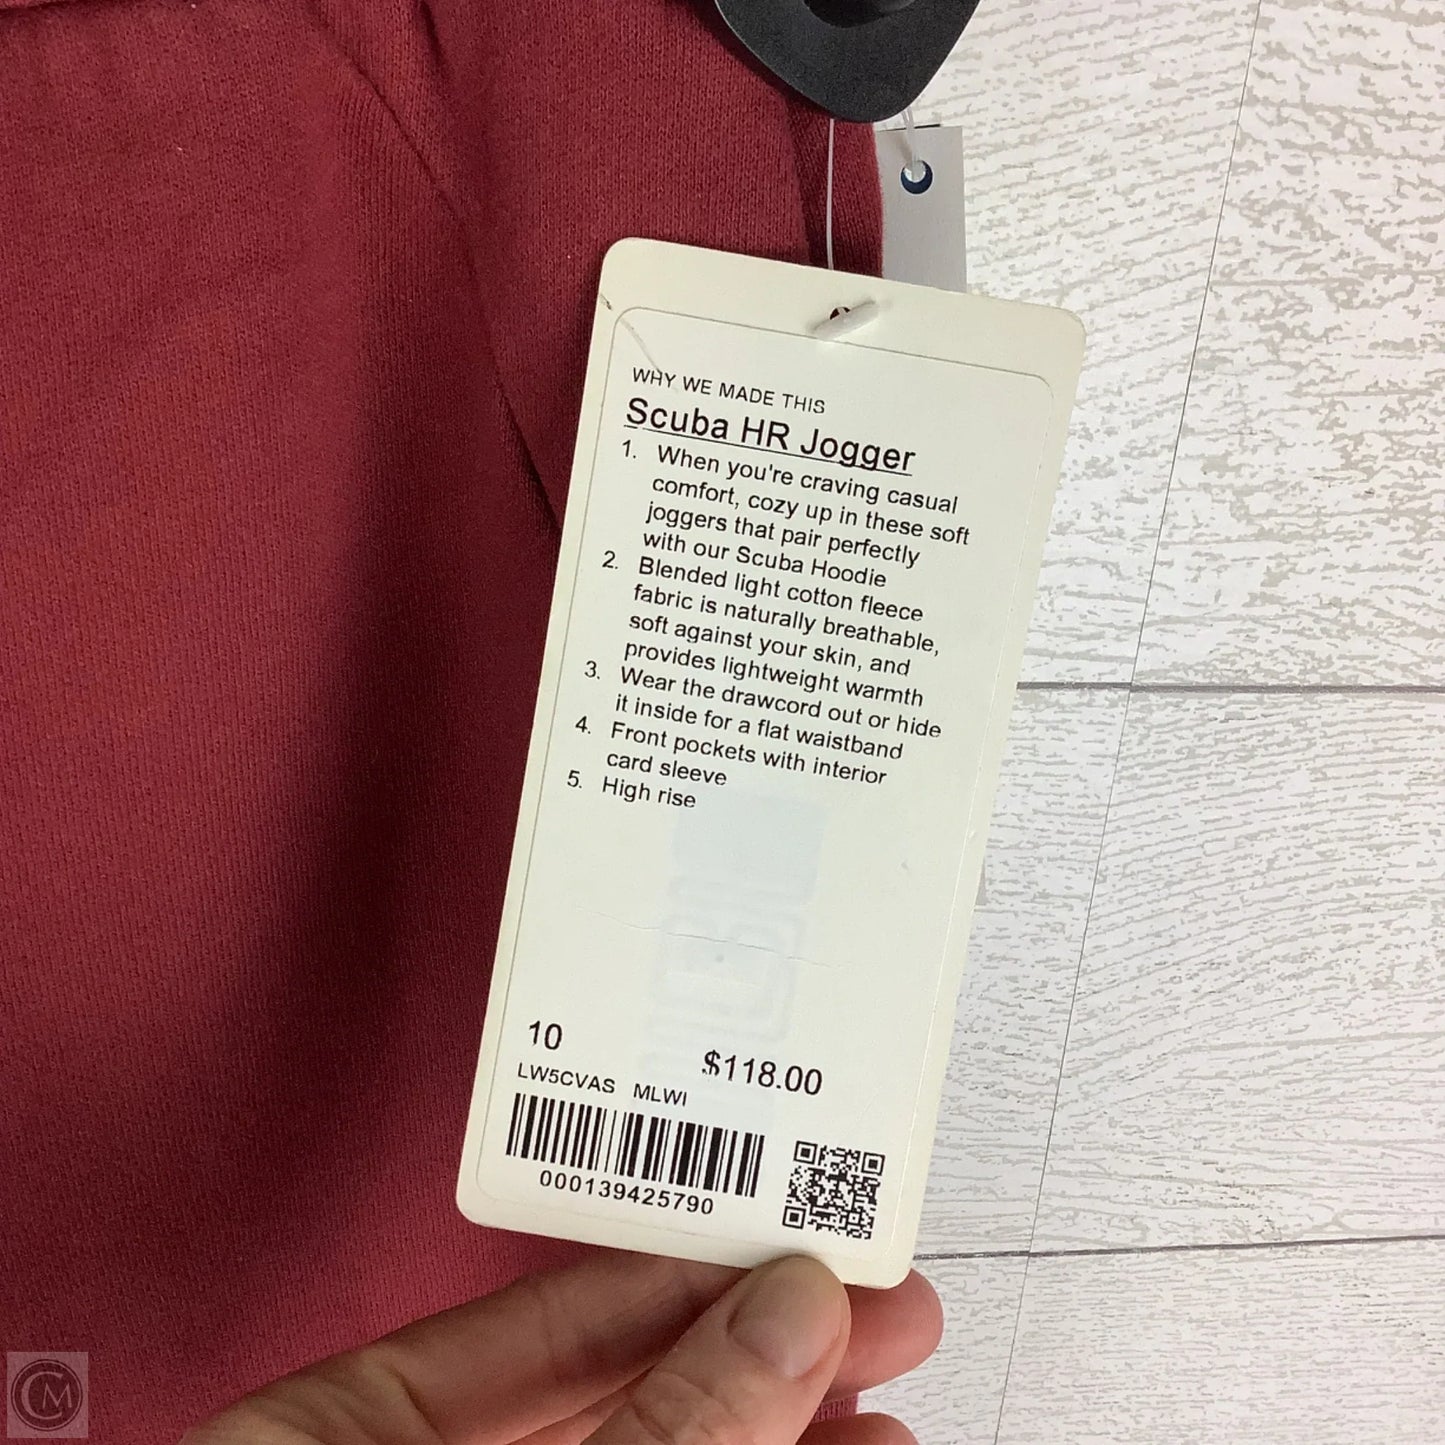 WHY WE MADE THIS
Scuba HR Jogger
1. When you're craving casual
comfort, cozy up in these soft
joggers that pair perfectly
with our Scuba Hoodie
2. Blended light cotton fleece
fabric is naturally breathable,
soft against your skin, and
provides lightweight warmth
3. Wear the drawcord out or hide
it inside for a flat waistband
4. Front pockets with interior
card sleeve
5. High rise
10 $118.00
LW5CVAS MLWI
000139425790
CM